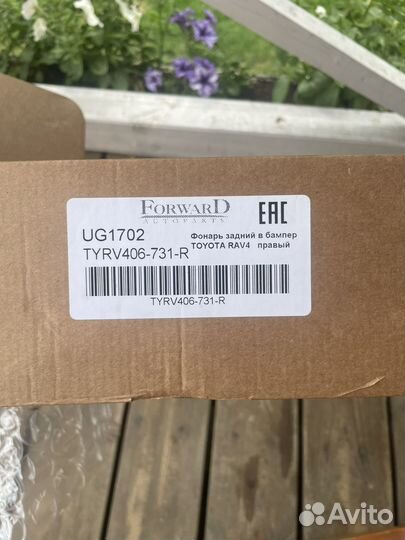 FORWARD
AUTOPARTS
EAC
UG1702
Фонарь задний в бампер
TYRV406-731-R
TOYOTA RAV4 правый
TYRV406-731-R
Avito